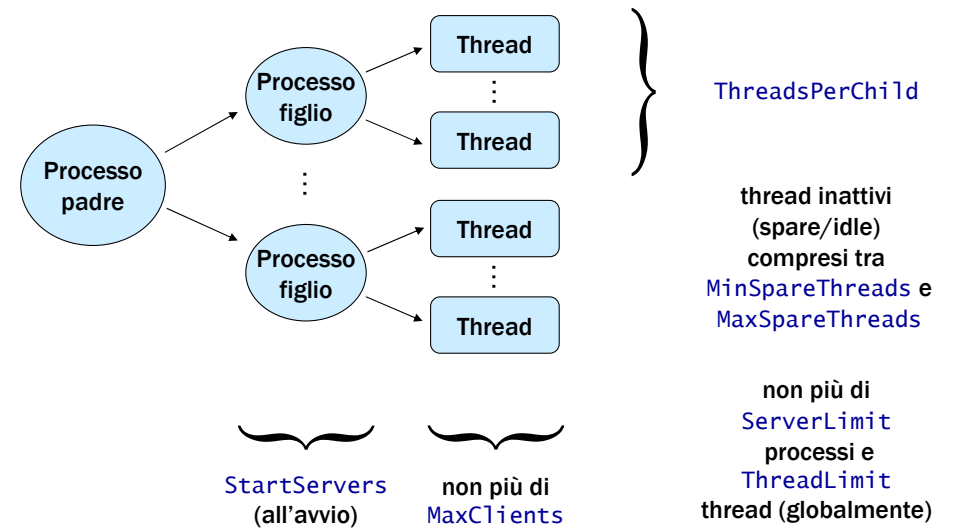 Processo
padre
Processo
figlio
⋮
Processo
figlio
Thread
⋮
Thread
Thread
⋮
Thread
ThreadsPerChild
thread inattivi
(spare/idle)
compresi tra
MinSpareThreads e
MaxSpareThreads
non più di
ServerLimit
processi e
ThreadLimit
thread (globalmente)
StartServers
(all'avvio)
non più di
MaxClients